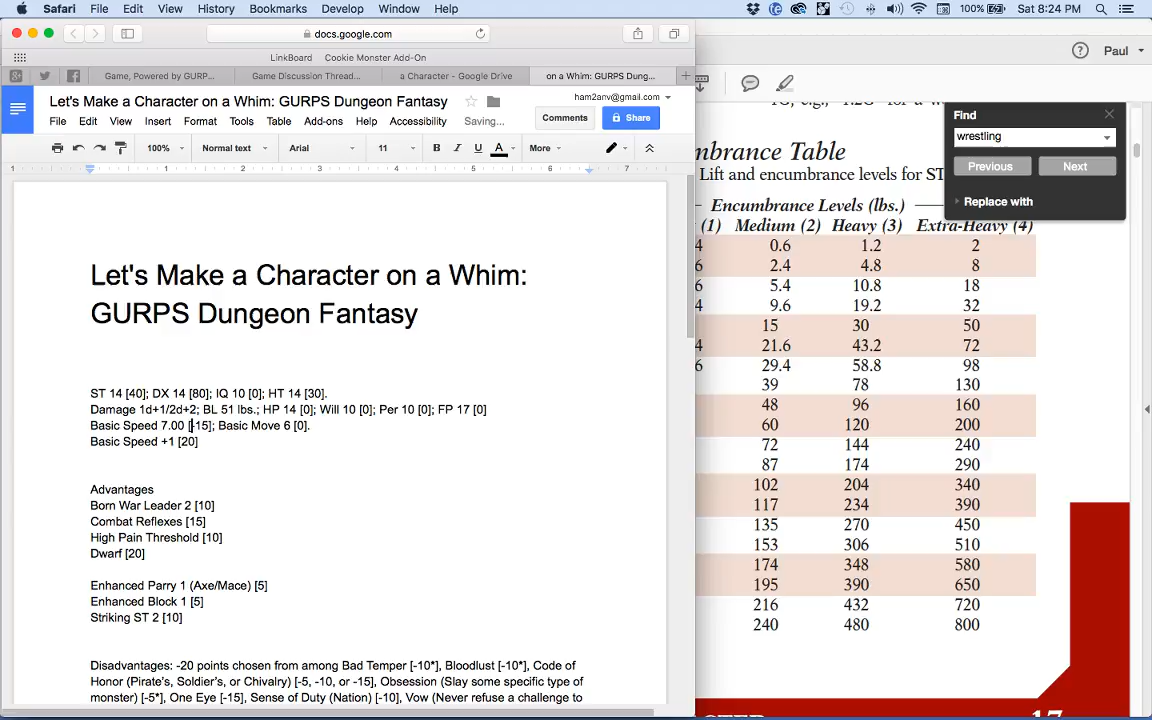 Safari File Edit View History Bookmarks Develop Window Help 100% Sat 8:24 PM
docs.google.com
LinkBoard Cookie Monster Add-On
Game, Powered by GURP... Game Discussion Thread... a Character - Google Drive on a Whim: GURPS Dung...
Let's Make a Character on a Whim: GURPS Dungeon Fantasy
ham2anv@gmail.com
File Edit View Insert Format Tools Table Add-ons Help Accessibility Saving...
Comments Share
100% Normal text Arial 11 B I U A More
1 1 2 3 4 5 6 7
Let's Make a Character on a Whim:
GURPS Dungeon Fantasy
ST 14 [40]; DX 14 [80]; IQ 10 [0]; HT 14 [30].
Damage 1d+1/2d+2; BL 51 lbs.; HP 14 [0]; Will 10 [0]; Per 10 [0]; FP 17 [0]
Basic Speed 7.00 [-15]; Basic Move 6 [0].
Basic Speed +1 [20]
Advantages
Born War Leader 2 [10]
Combat Reflexes [15]
High Pain Threshold [10]
Dwarf [20]
Enhanced Parry 1 (Axe/Mace) [5]
Enhanced Block 1 [5]
Striking ST 2 [10]
Disadvantages: -20 points chosen from among Bad Temper [-10*], Bloodlust [-10*], Code of
Honor (Pirate's, Soldier's, or Chivalry) [-5, -10, or -15], Obsession (Slay some specific type of
monster) [-5*], One Eye [-15], Sense of Duty (Nation) [-10], Vow (Never refuse a challenge to
Paul
Find
wrestling
Previous Next
Replace with
mbrance Table
Lift and encumbrance levels for ST
Encumbrance Levels (lbs.)
(1) Medium (2) Heavy (3) Extra-Heavy (4)
4 0.6 1.2 2
6 2.4 4.8 8
6 5.4 10.8 18
4 9.6 19.2 32
15 30 50
4 21.6 43.2 72
6 29.4 58.8 98
39 78 130
48 96 160
60 120 200
72 144 240
87 174 290
102 204 340
117 234 390
135 270 450
153 306 510
174 348 580
195 390 650
216 432 720
240 480 800
17